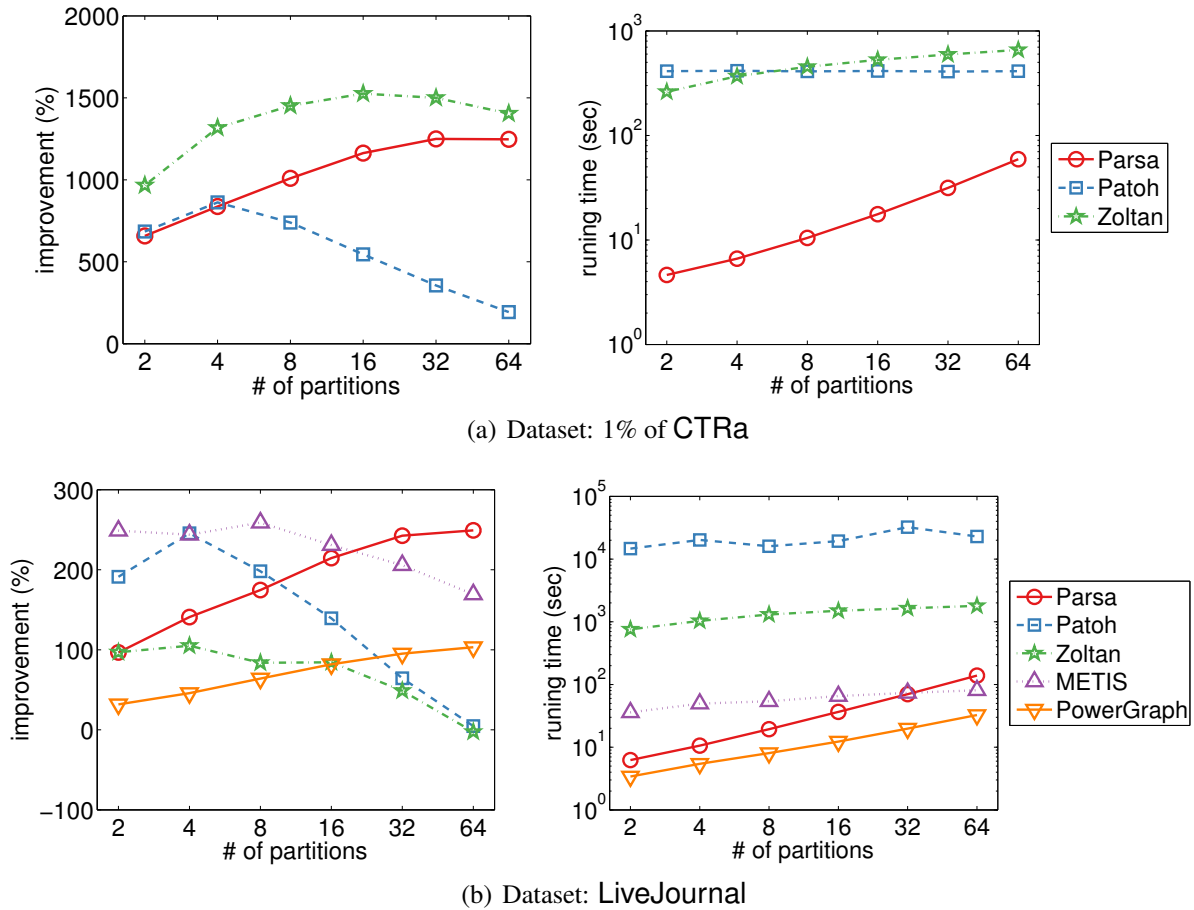 2000
1500
1000
500
0
improvement (%)
2 4 8 16 32 64
# of partitions
10^3
10^2
10^1
10^0
runing time (sec)
2 4 8 16 32 64
# of partitions
Parsa
Patoh
Zoltan
(a) Dataset: 1% of CTRa
300
200
100
0
−100
improvement (%)
2 4 8 16 32 64
# of partitions
10^5
10^4
10^3
10^2
10^1
10^0
runing time (sec)
2 4 8 16 32 64
# of partitions
Parsa
Patoh
Zoltan
METIS
PowerGraph
(b) Dataset: LiveJournal